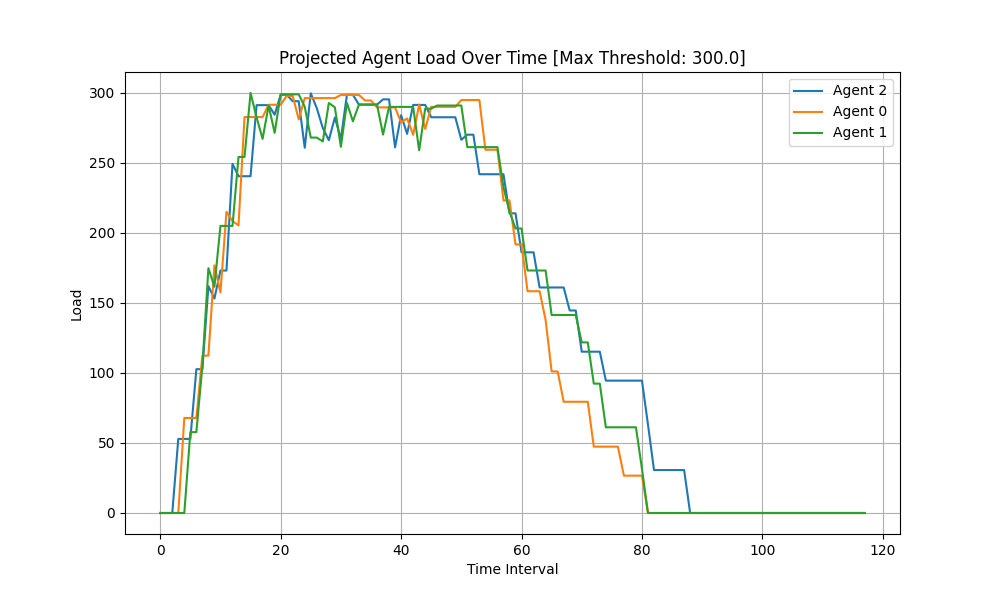 Projected Agent Load Over Time [Max Threshold: 300.0]
Agent 2
Agent 0
Agent 1
Load
300
250
200
150
100
50
0
0 20 40 60 80 100 120
Time Interval